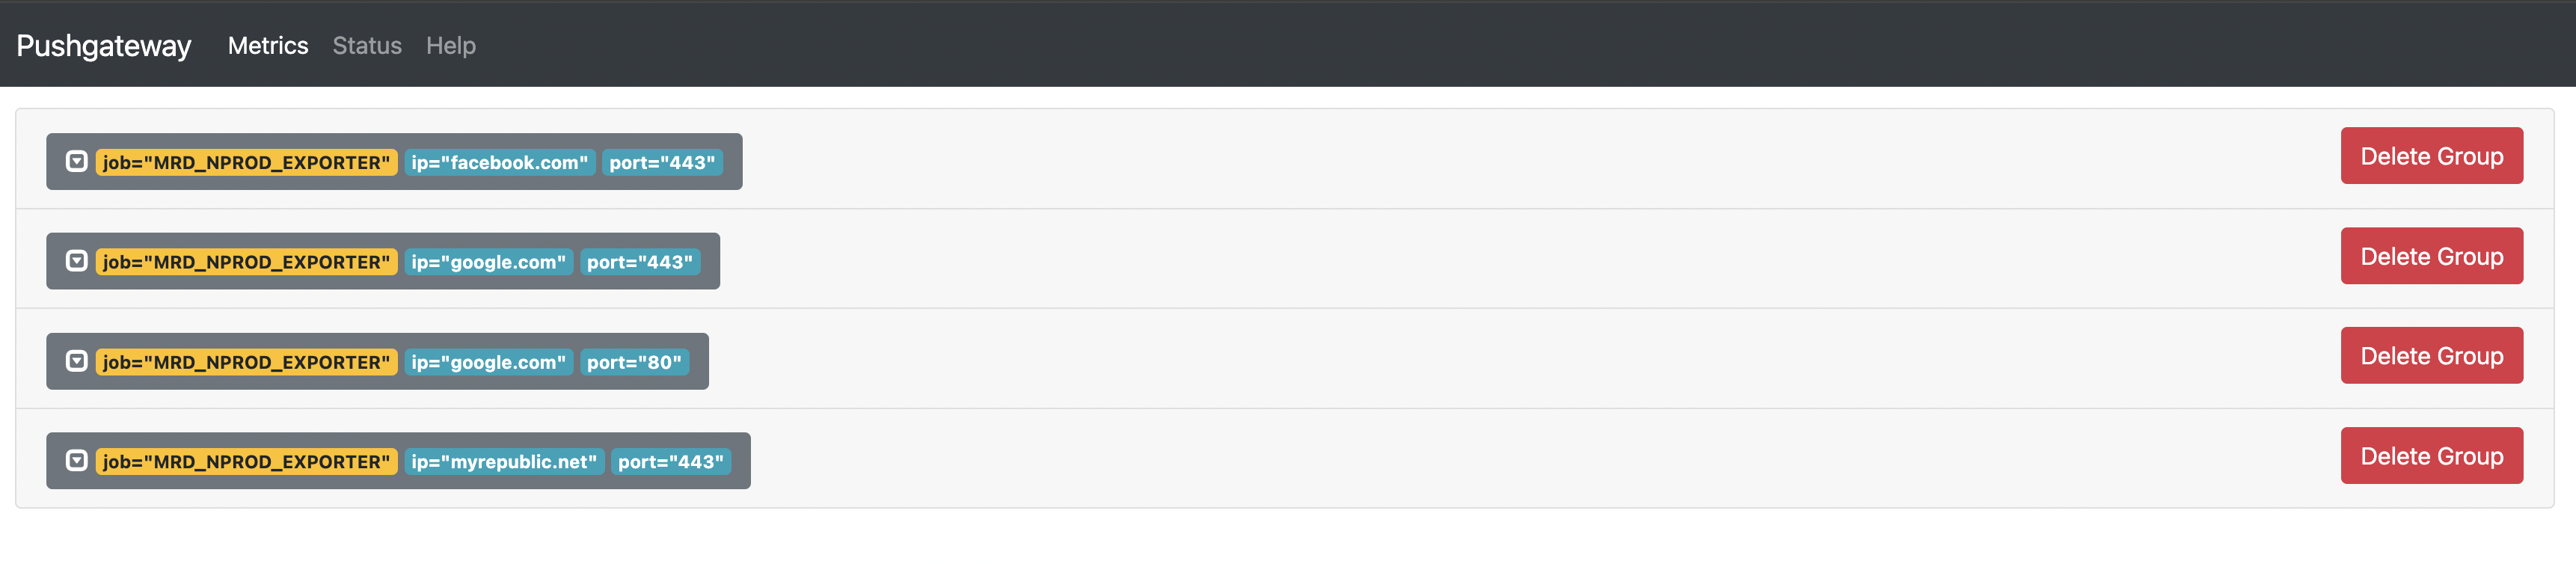 Pushgateway Metrics Status Help
job="MRD_NPROD_EXPORTER" ip="facebook.com" port="443" Delete Group
job="MRD_NPROD_EXPORTER" ip="google.com" port="443" Delete Group
job="MRD_NPROD_EXPORTER" ip="google.com" port="80" Delete Group
job="MRD_NPROD_EXPORTER" ip="myrepublic.net" port="443" Delete Group